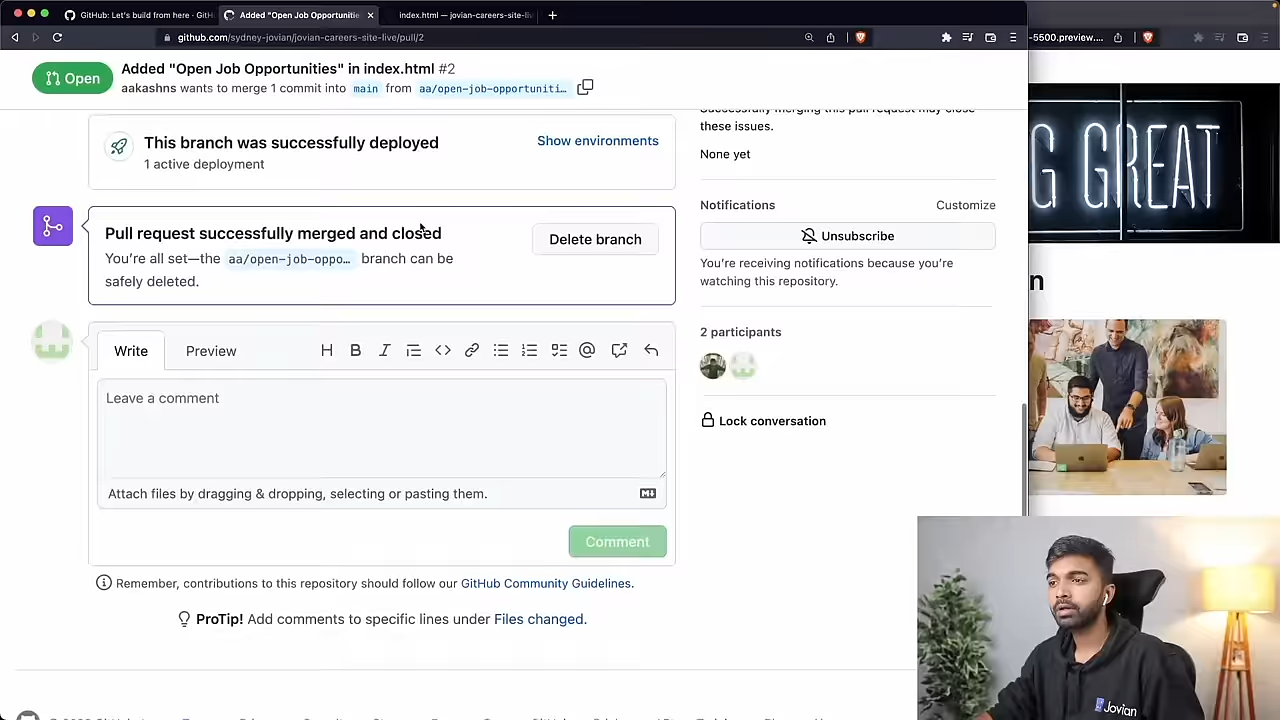 GitHub: Let's build from here · GitH
Added "Open Job Opportunitie
index.html — jovian-careers-site-liv
github.com/sydney-jovian/jovian-careers-site-live/pull/2
-5500.preview....
Open
Added "Open Job Opportunities" in index.html #2
aakashns wants to merge 1 commit into main from aa/open-job-opportuniti…
This branch was successfully deployed
1 active deployment
Show environments
Pull request successfully merged and closed
You're all set—the aa/open-job-oppo… branch can be
safely deleted.
Delete branch
Write
Preview
Leave a comment
Attach files by dragging & dropping, selecting or pasting them.
Comment
Remember, contributions to this repository should follow our GitHub Community Guidelines.
ProTip! Add comments to specific lines under Files changed.
Successfully merging this pull request may close
these issues.
None yet
Notifications
Customize
Unsubscribe
You're receiving notifications because you're
watching this repository.
2 participants
Lock conversation
G GREAT
n
Jovian